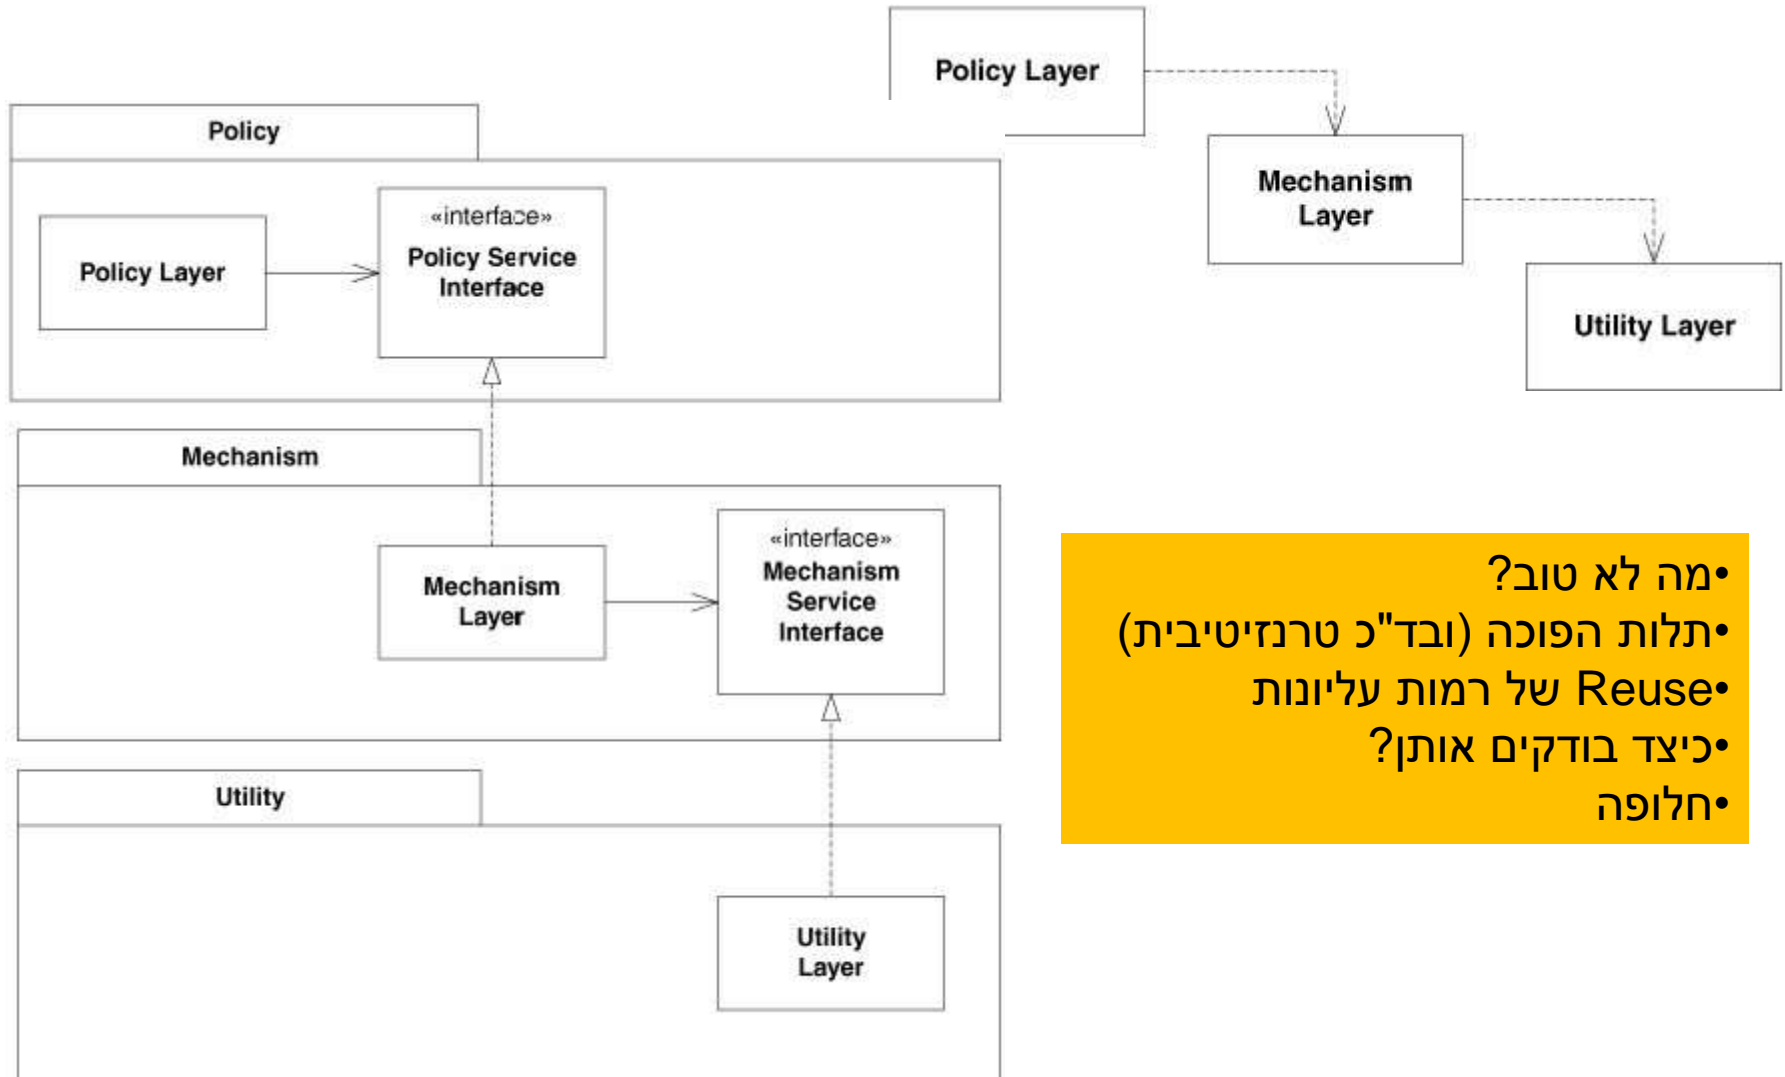 Policy Layer
Mechanism
Layer
Utility Layer
Policy
Policy Layer
«interface»
Policy Service
Interface
Mechanism
Mechanism
Layer
«interface»
Mechanism
Service
Interface
Utility
Utility
Layer
•מה לא טוב?
•תלות הפוכה (ובד"כ טרנזיטיבית)
•Reuse של רמות עליונות
•כיצד בודקים אותן?
•חלופה